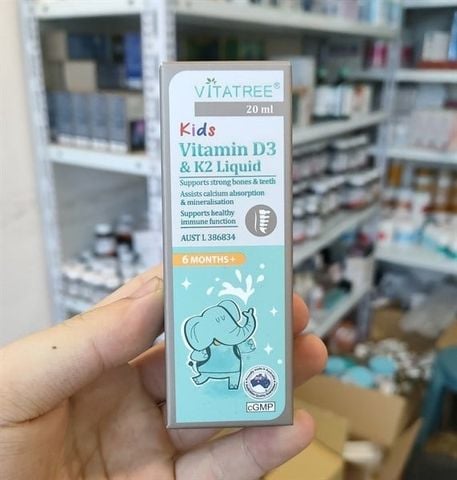 VITATREE®
20 ml
Kids
Vitamin D3
& K2 Liquid
Supports strong bones & teeth
Assists calcium absorption
& mineralisation
Supports healthy
immune function
AUST L 386834
6 MONTHS +
cGMP